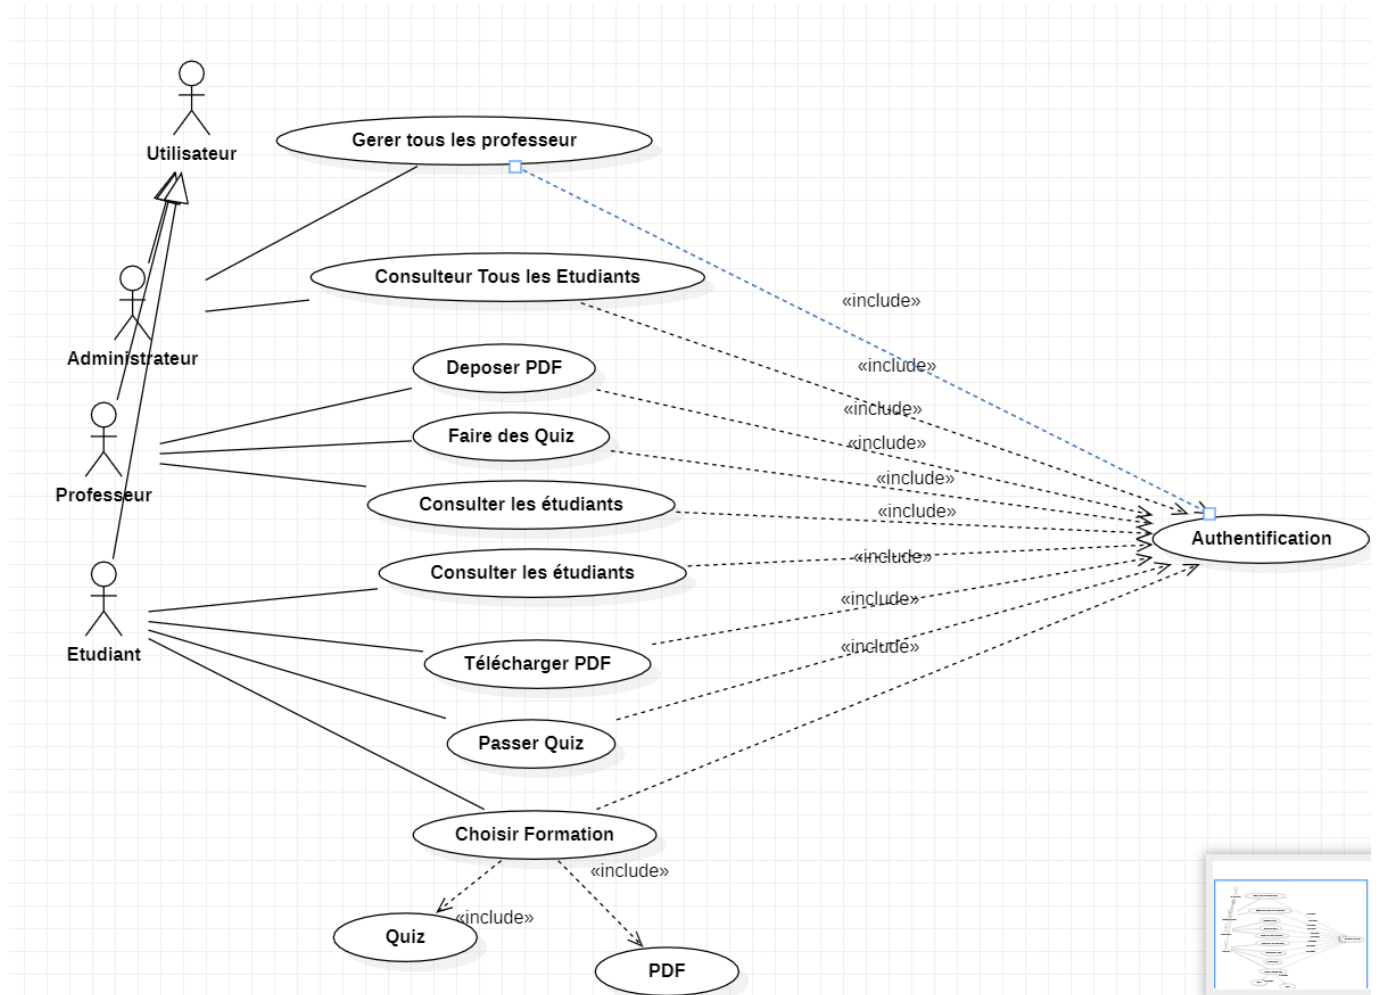 Utilisateur
Gerer tous les professeur
Consulteur Tous les Etudiants
«include»
Administrateur
Deposer PDF
«include»
«include»
Faire des Quiz
«include»
Professeur
Consulter les étudiants
«include»
«include»
Authentification
Consulter les étudiants
«include»
«include»
Etudiant
Télécharger PDF
«include»
Passer Quiz
Choisir Formation
«include»
«include»
Quiz
PDF